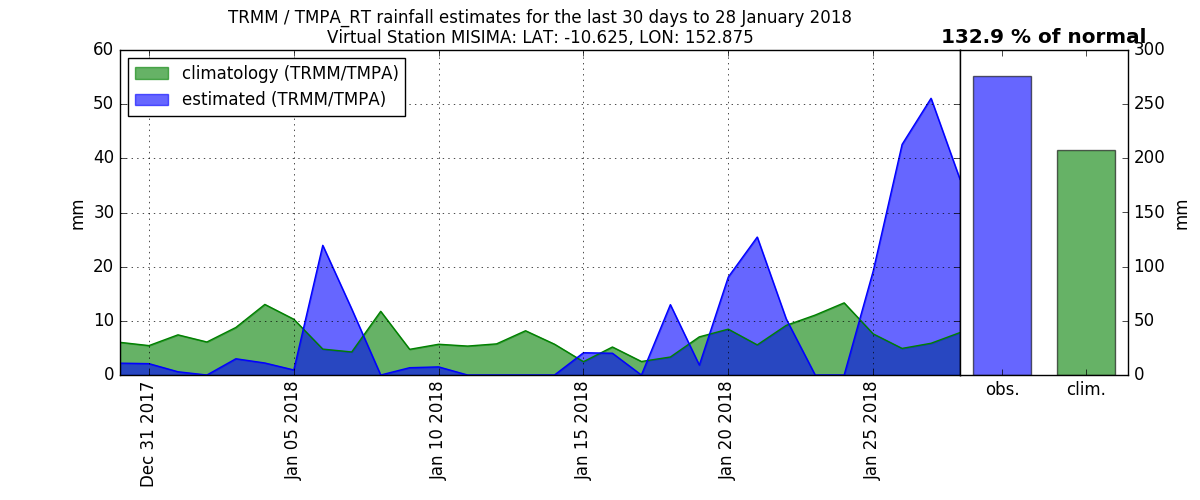 TRMM / TMPA_RT rainfall estimates for the last 30 days to 28 January 2018
Virtual Station MISIMA: LAT: -10.625, LON: 152.875
132.9 % of normal
climatology (TRMM/TMPA)
estimated (TRMM/TMPA)
60
50
40
30
20
10
0
mm
Dec 31 2017
Jan 05 2018
Jan 10 2018
Jan 15 2018
Jan 20 2018
Jan 25 2018
obs.
clim.
300
250
200
150
100
50
0
mm